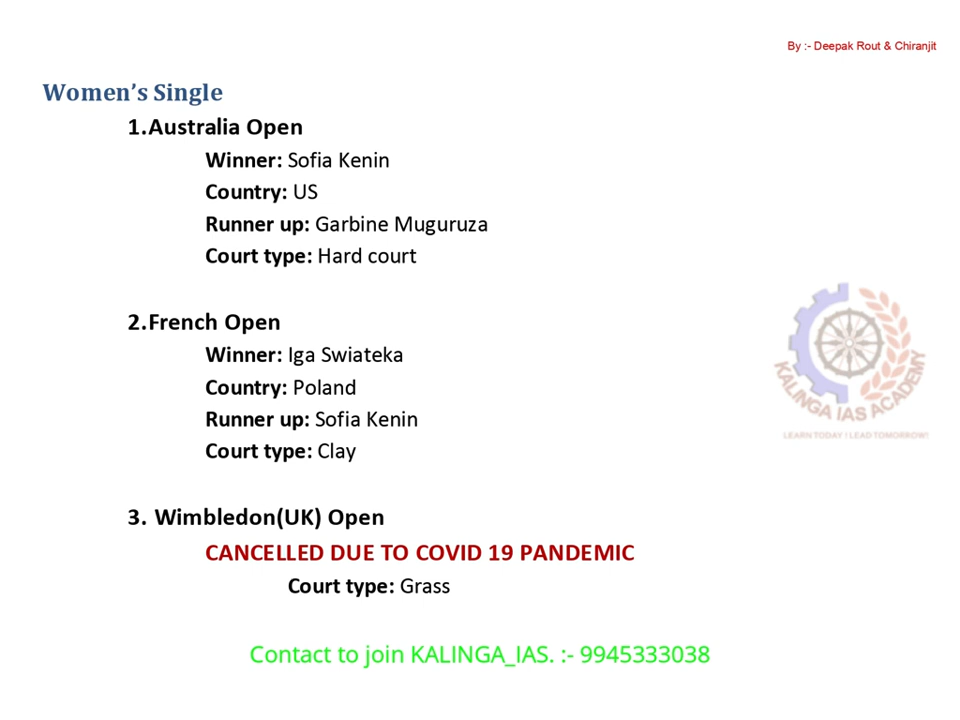 By :- Deepak Rout & Chiranjit
Women’s Single
1.Australia Open
Winner: Sofia Kenin
Country: US
Runner up: Garbine Muguruza
Court type: Hard court
2.French Open
Winner: Iga Swiateka
Country: Poland
Runner up: Sofia Kenin
Court type: Clay
KALINGA IAS ACADEMY
LEARN TODAY ! LEAD TOMORROW!
3. Wimbledon(UK) Open
CANCELLED DUE TO COVID 19 PANDEMIC
Court type: Grass
Contact to join KALINGA_IAS. :- 9945333038